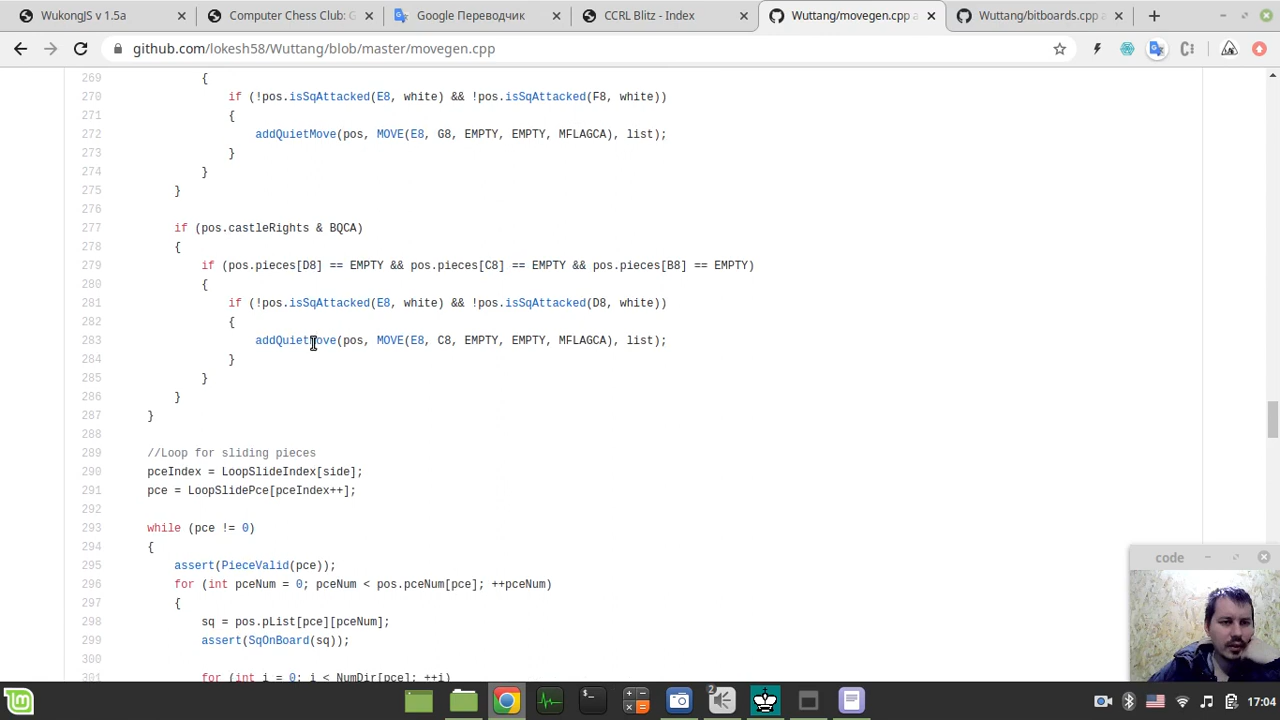 WukongJS v 1.5a
Computer Chess Club: G
Google Переводчик
CCRL Blitz - Index
Wuttang/movegen.cpp a
Wuttang/bitboards.cpp a
github.com/lokesh58/Wuttang/blob/master/movegen.cpp
269 {
270 if (!pos.isSqAttacked(E8, white) && !pos.isSqAttacked(F8, white))
271 {
272 addQuietMove(pos, MOVE(E8, G8, EMPTY, EMPTY, MFLAGCA), list);
273 }
274 }
275 }
276
277 if (pos.castleRights & BQCA)
278 {
279 if (pos.pieces[D8] == EMPTY && pos.pieces[C8] == EMPTY && pos.pieces[B8] == EMPTY)
280 {
281 if (!pos.isSqAttacked(E8, white) && !pos.isSqAttacked(D8, white))
282 {
283 addQuietMove(pos, MOVE(E8, C8, EMPTY, EMPTY, MFLAGCA), list);
284 }
285 }
286 }
287 }
288
289 //Loop for sliding pieces
290 pceIndex = LoopSlideIndex[side];
291 pce = LoopSlidePce[pceIndex++];
292
293 while (pce != 0)
294 {
295 assert(PieceValid(pce));
296 for (int pceNum = 0; pceNum < pos.pceNum[pce]; ++pceNum)
297 {
298 sq = pos.pList[pce][pceNum];
299 assert(SqOnBoard(sq));
300
301 for (int i = 0; i < NumDir[pce]; ++i)
code
2
17:04